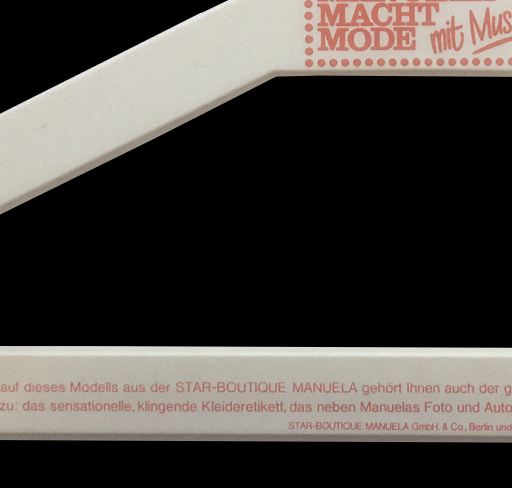 MACHT
MODE mit Mus
auf dieses Modells aus der STAR-BOUTIQUE MANUELA gehört Ihnen auch der g
zu: das sensationelle, klingende Kleideretikett, das neben Manuelas Foto und Auto
STAR-BOUTIQUE MANUELA GmbH. & Co., Berlin und